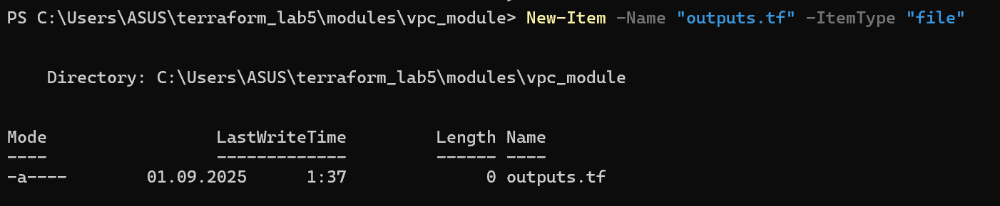 PS C:\Users\ASUS\terraform_lab5\modules\vpc_module> New-Item -Name "outputs.tf" -ItemType "file"
Directory: C:\Users\ASUS\terraform_lab5\modules\vpc_module
Mode                 LastWriteTime         Length Name
----                 -------------         ------ ----
-a----        01.09.2025      1:37              0 outputs.tf